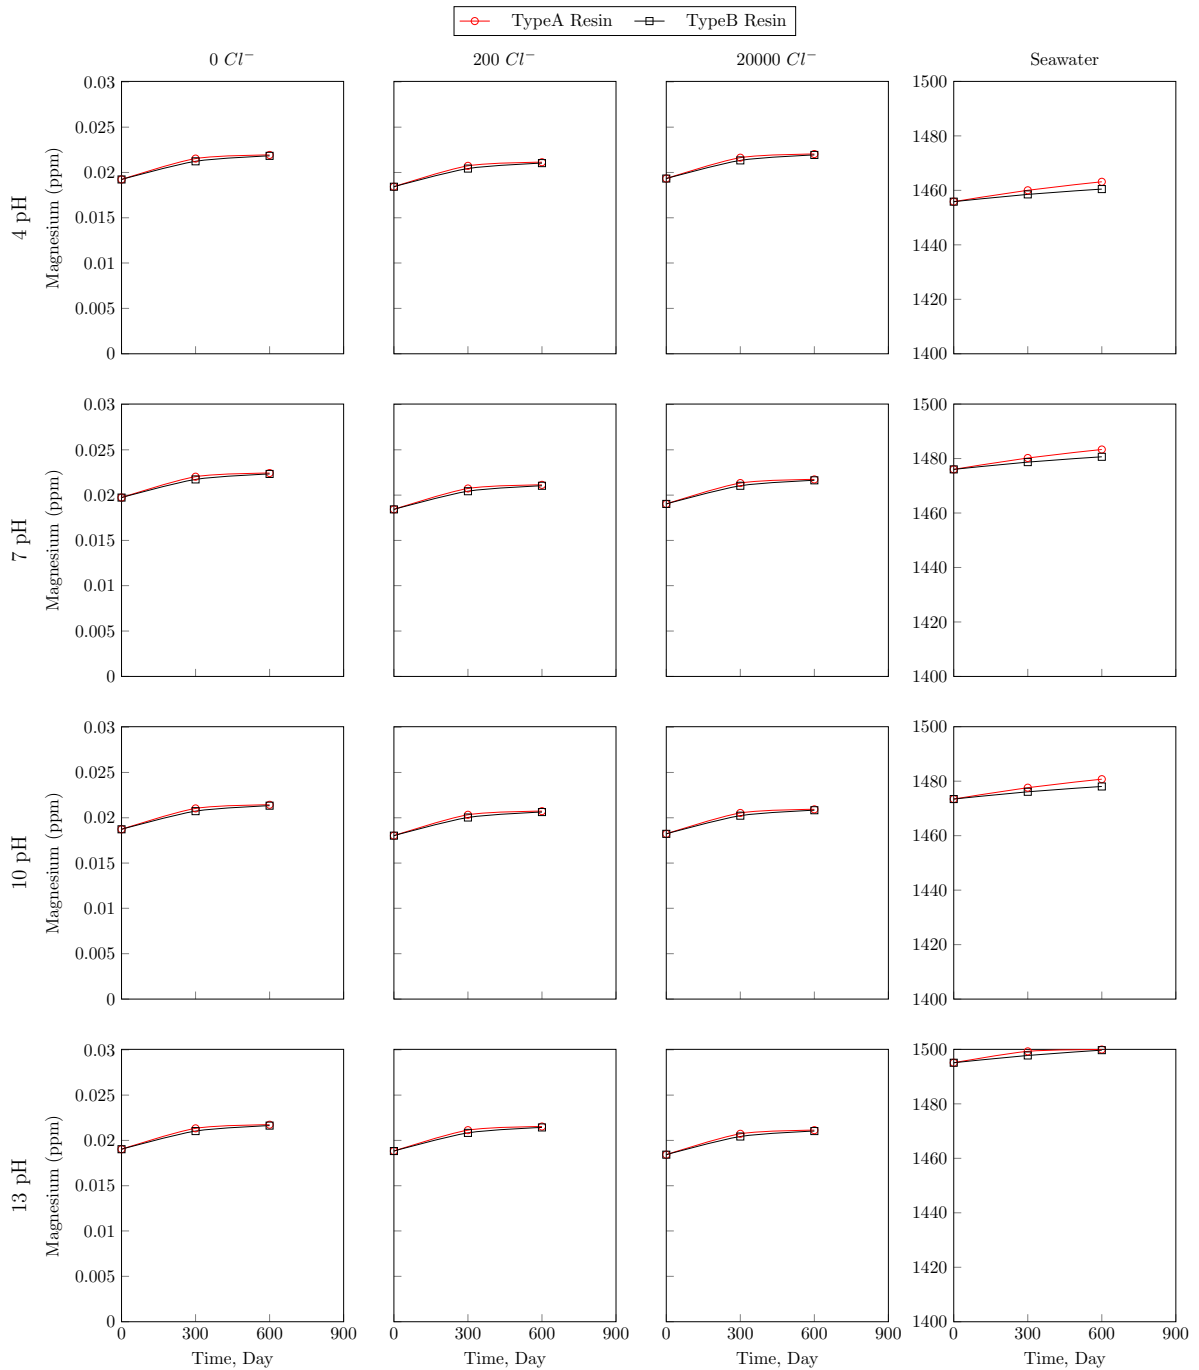 TypeA Resin TypeB Resin
0 Cl⁻ 200 Cl⁻ 20000 Cl⁻ Seawater
4 pH
Magnesium (ppm)
0.03 1500
0.025 1480
0.02 1460
0.015 1440
0.01
0.005 1420
0 1400
7 pH
Magnesium (ppm)
0.03 1500
0.025 1480
0.02 1460
0.015 1440
0.01
0.005 1420
0 1400
10 pH
Magnesium (ppm)
0.03 1500
0.025 1480
0.02 1460
0.015 1440
0.01
0.005 1420
0 1400
13 pH
Magnesium (ppm)
0.03 1500
0.025 1480
0.02 1460
0.015 1440
0.01
0.005 1420
0 1400
0 300 600 900 0 300 600 900 0 300 600 900 0 300 600 900
Time, Day Time, Day Time, Day Time, Day